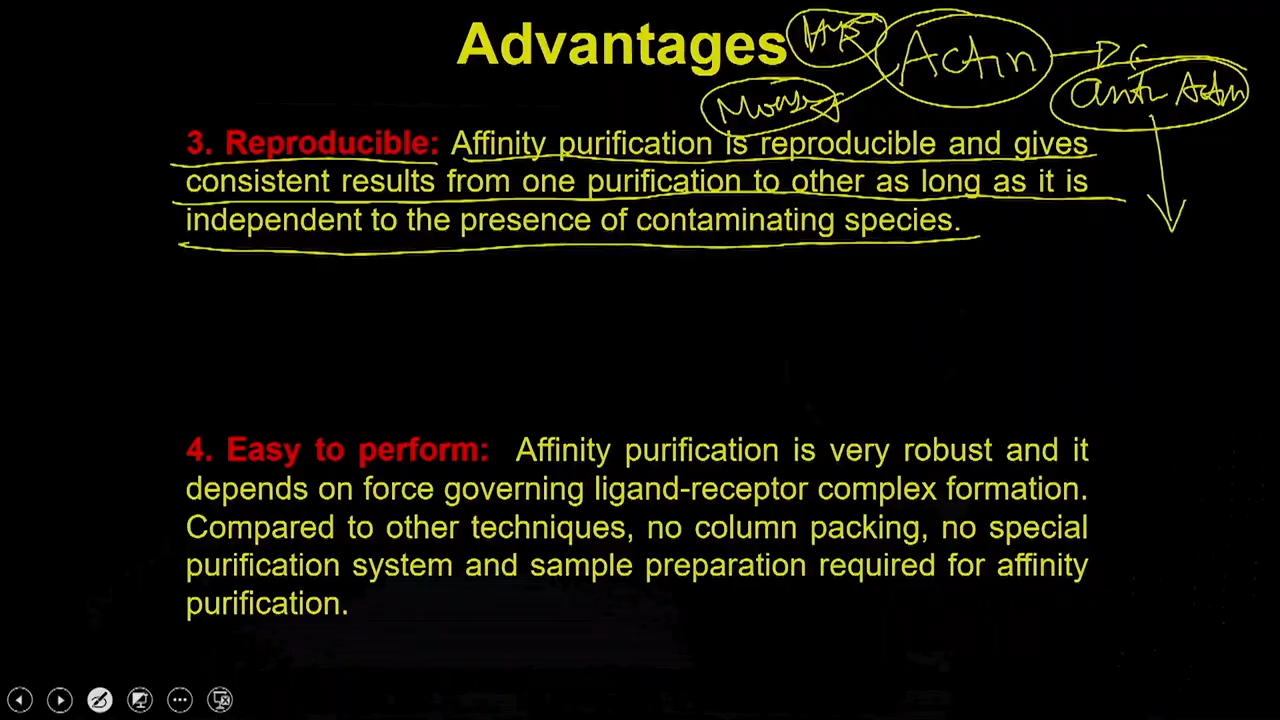 Advantages
Actin
Mouse
anti Actin
3. Reproducible: Affinity purification is reproducible and gives
consistent results from one purification to other as long as it is
independent to the presence of contaminating species.
4. Easy to perform: Affinity purification is very robust and it
depends on force governing ligand-receptor complex formation.
Compared to other techniques, no column packing, no special
purification system and sample preparation required for affinity
purification.